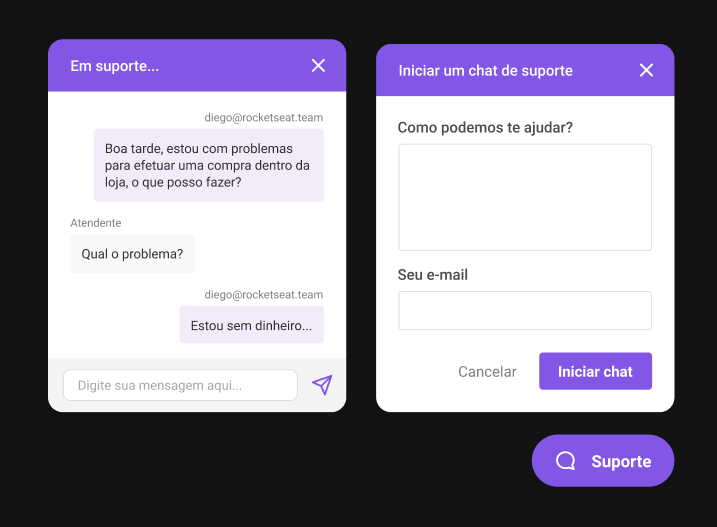 Em suporte...
diego@rocketseat.team
Boa tarde, estou com problemas
para efetuar uma compra dentro da
loja, o que posso fazer?
Atendente
Qual o problema?
diego@rocketseat.team
Estou sem dinheiro...
Digite sua mensagem aqui...
Iniciar um chat de suporte
Como podemos te ajudar?
Seu e-mail
Cancelar
Iniciar chat
Suporte